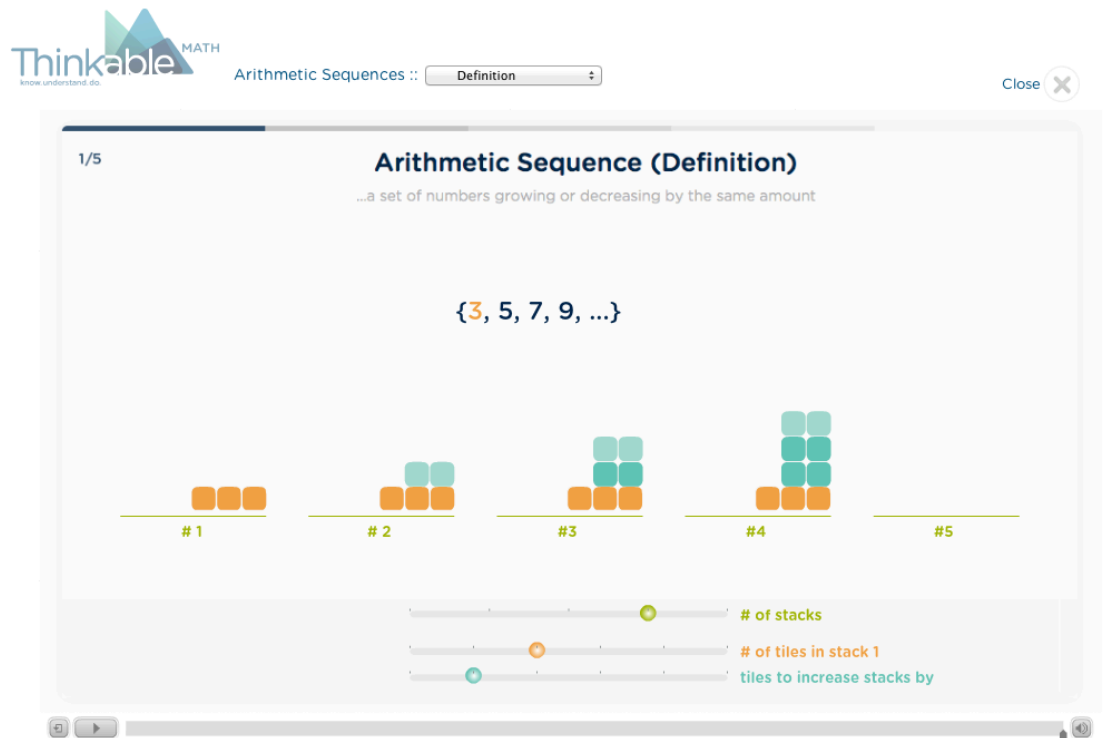 Thinkable MATH
know.understand.do.
Arithmetic Sequences :: Definition
Close
1/5
Arithmetic Sequence (Definition)
...a set of numbers growing or decreasing by the same amount
{3, 5, 7, 9, ...}
# 1 # 2 #3 #4 #5
# of stacks
# of tiles in stack 1
tiles to increase stacks by